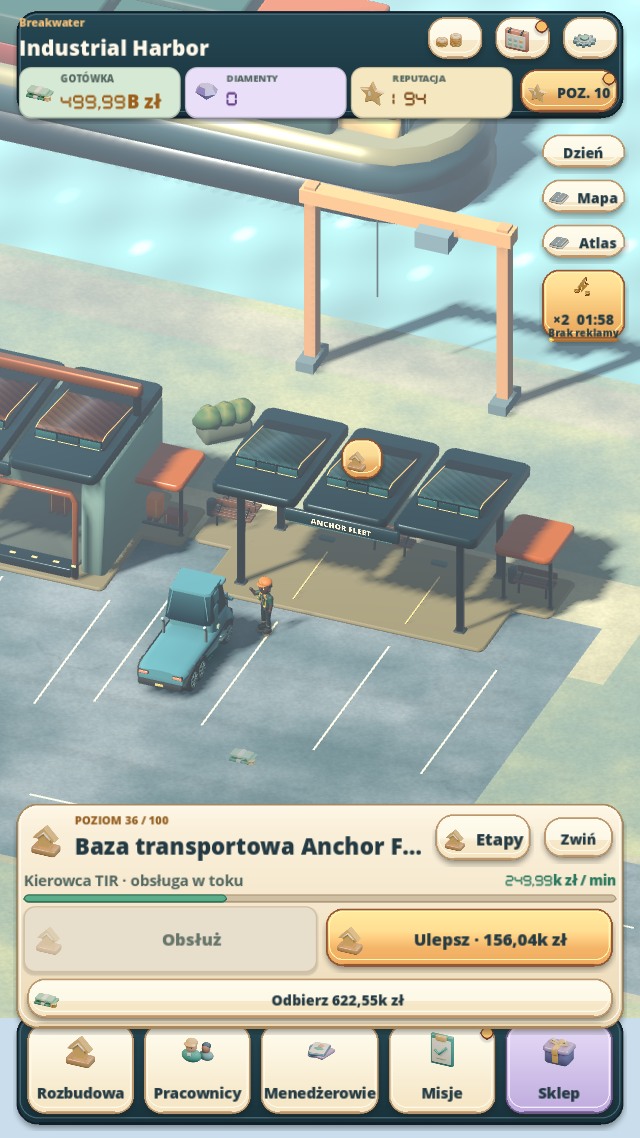 Breakwater
Industrial Harbor
GOTÓWKA
499,99B zł
DIAMENTY
0
REPUTACJA
194
POZ. 10
Dzień
Mapa
Atlas
×2 01:58
Brak reklamy
ANCHOR FLEET
POZIOM 36 / 100
Baza transportowa Anchor F...
Etapy
Zwiń
Kierowca TIR · obsługa w toku
249,99k zł / min
Obsłuż
Ulepsz · 156,04k zł
Odbierz 622,55k zł
Rozbudowa
Pracownicy
Menedżerowie
Misje
Sklep